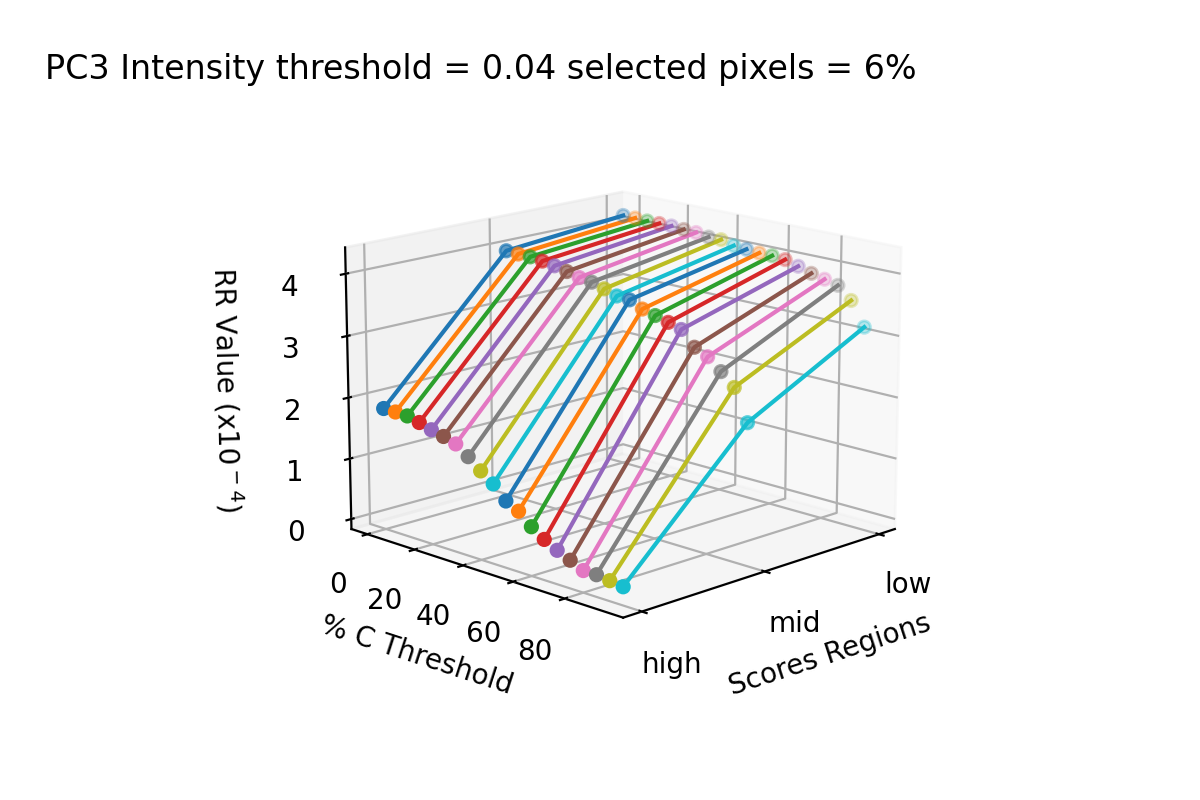 PC3 Intensity threshold = 0.04 selected pixels = 6%
RR Value (x10⁻⁴)
4
3
2
1
0
0
20
40
60
80
% C Threshold
high
mid
low
Scores Regions